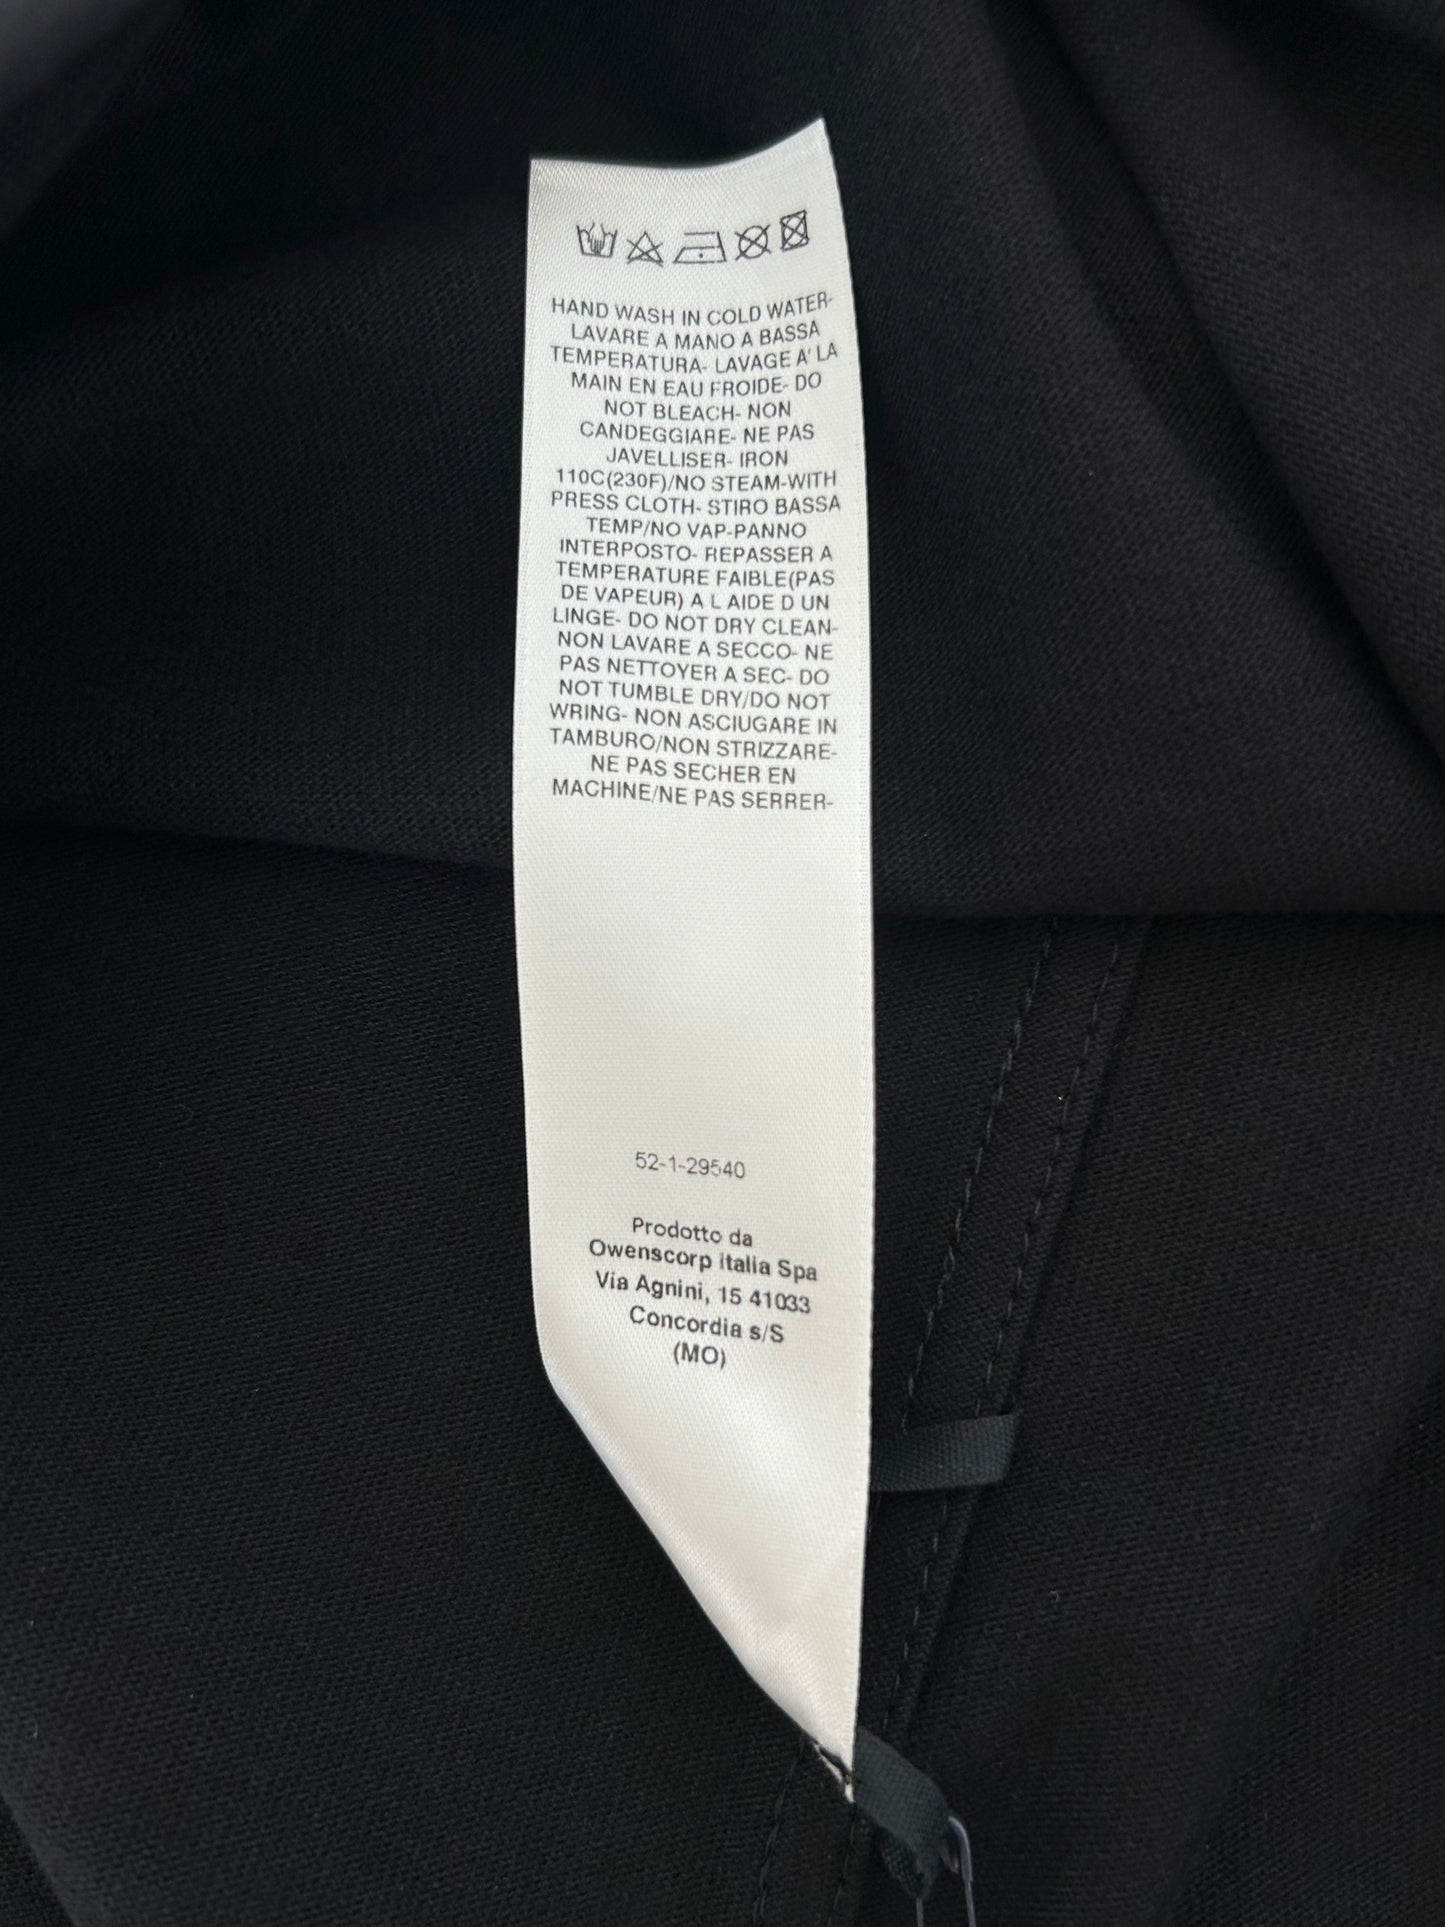 HAND WASH IN COLD WATER-
LAVARE A MANO A BASSA
TEMPERATURA- LAVAGE A' LA
MAIN EN EAU FROIDE- DO
NOT BLEACH- NON
CANDEGGIARE- NE PAS
JAVELLISER- IRON
110C(230F)/NO STEAM-WITH
PRESS CLOTH- STIRO BASSA
TEMP/NO VAP-PANNO
INTERPOSTO- REPASSER A
TEMPERATURE FAIBLE(PAS
DE VAPEUR) A L AIDE D UN
LINGE- DO NOT DRY CLEAN-
NON LAVARE A SECCO- NE
PAS NETTOYER A SEC- DO
NOT TUMBLE DRY/DO NOT
WRING- NON ASCIUGARE IN
TAMBURO/NON STRIZZARE-
NE PAS SECHER EN
MACHINE/NE PAS SERRER-
52-1-29540
Prodotto da
Owenscorp italia Spa
Via Agnini, 15 41033
Concordia s/S
(MO)